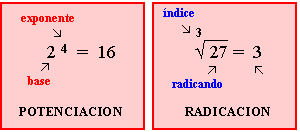 exponente
2 4 = 16
base
POTENCIACION
índice
3
√27 = 3
radicando
RADICACION